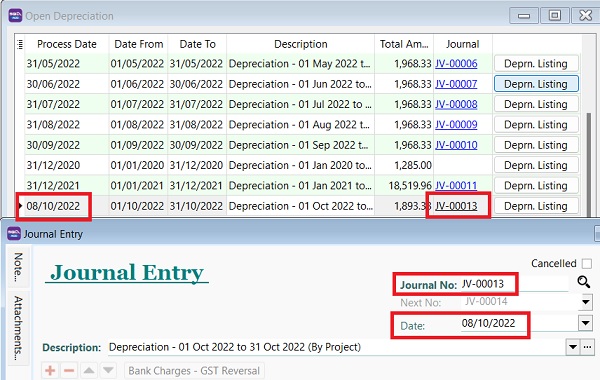 Open Depreciation
Process Date Date From Date To Description Total Am... Journal
31/05/2022 01/05/2022 31/05/2022 Depreciation - 01 May 2022 t... 1,968.33 JV-00006 Deprn. Listing
30/06/2022 01/06/2022 30/06/2022 Depreciation - 01 Jun 2022 to... 1,968.33 JV-00007 Deprn. Listing
31/07/2022 01/07/2022 31/07/2022 Depreciation - 01 Jul 2022 to... 1,968.33 JV-00008 Deprn. Listing
31/08/2022 01/08/2022 31/08/2022 Depreciation - 01 Aug 2022 t... 1,968.33 JV-00009 Deprn. Listing
30/09/2022 01/09/2022 30/09/2022 Depreciation - 01 Sep 2022 t... 1,968.33 JV-00010 Deprn. Listing
31/12/2020 01/01/2020 31/12/2020 Depreciation - 01 Jan 2020 to... 1,285.00 Deprn. Listing
31/12/2021 01/01/2021 31/12/2021 Depreciation - 01 Jan 2021 to... 18,519.96 JV-00011 Deprn. Listing
08/10/2022 01/10/2022 31/10/2022 Depreciation - 01 Oct 2022 to... 1,893.33 JV-00013 Deprn. Listing
Journal Entry
Note...
Attachments...
Journal Entry
Cancelled
Journal No: JV-00013
Next No: JV-00014
Date: 08/10/2022
Description: Depreciation - 01 Oct 2022 to 31 Oct 2022 (By Project)
Bank Charges - GST Reversal